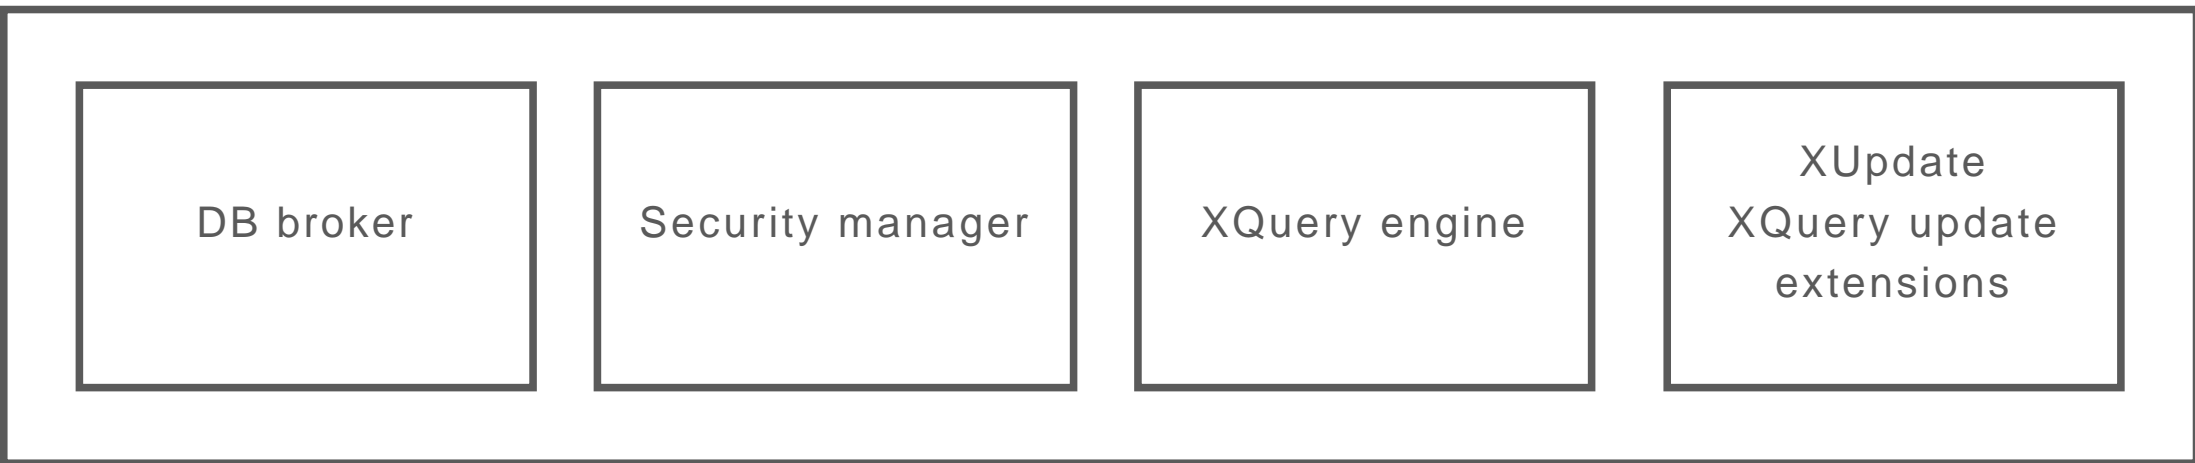 DB broker
Security manager
XQuery engine
XUpdate
XQuery update
extensions